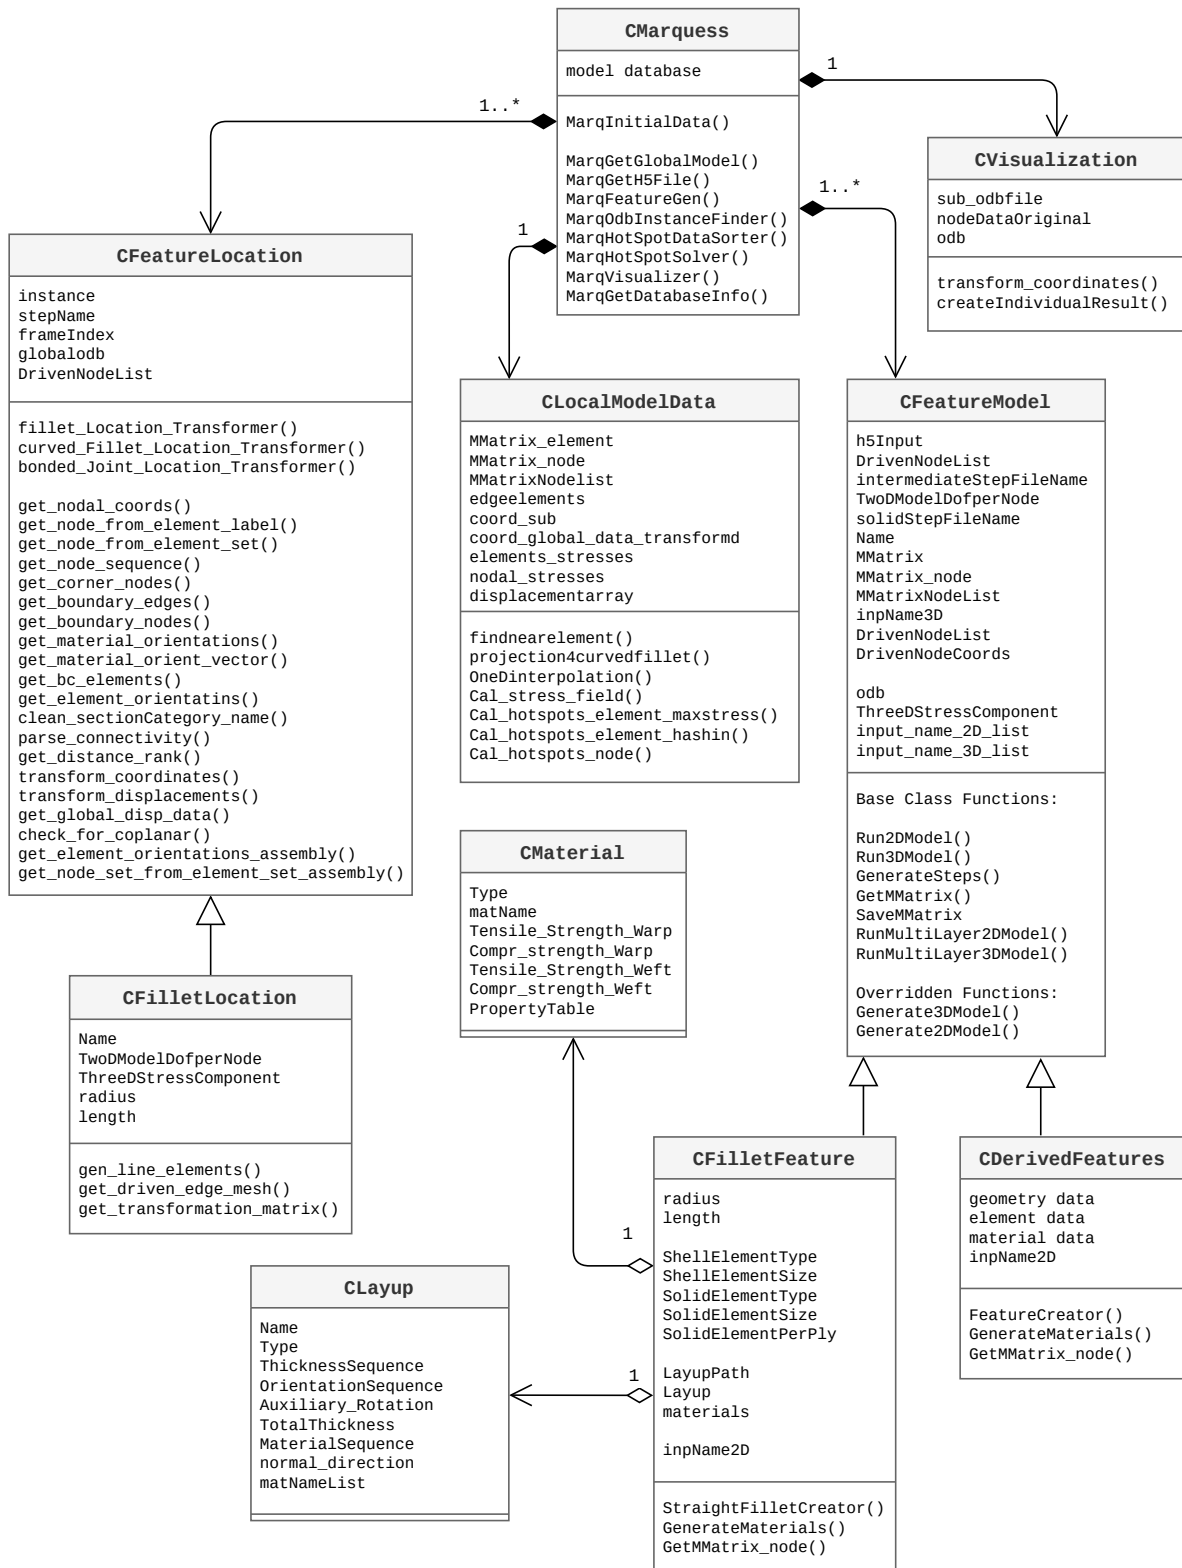 CMarquess
model database
MarqInitialData()
MarqGetGlobalModel()
MarqGetH5File()
MarqFeatureGen()
MarqOdbInstanceFinder()
MarqHotSpotDataSorter()
MarqHotSpotSolver()
MarqVisualizer()
MarqGetDatabaseInfo()
1
1..*
1..*
1
CVisualization
sub_odbfile
nodeDataOriginal
odb
transform_coordinates()
createIndividualResult()
CFeatureLocation
instance
stepName
frameIndex
globalodb
DrivenNodeList
fillet_Location_Transformer()
curved_Fillet_Location_Transformer()
bonded_Joint_Location_Transformer()
get_nodal_coords()
get_node_from_element_label()
get_node_from_element_set()
get_node_sequence()
get_corner_nodes()
get_boundary_edges()
get_boundary_nodes()
get_material_orientations()
get_material_orient_vector()
get_bc_elements()
get_element_orientatins()
clean_sectionCategory_name()
parse_connectivity()
get_distance_rank()
transform_coordinates()
transform_displacements()
get_global_disp_data()
check_for_coplanar()
get_element_orientations_assembly()
get_node_set_from_element_set_assembly()
CLocalModelData
MMatrix_element
MMatrix_node
MMatrixNodelist
edgeelements
coord_sub
coord_global_data_transformd
elements_stresses
nodal_stresses
displacementarray
findnearelement()
projection4curvedfillet()
OneDinterpolation()
Cal_stress_field()
Cal_hotspots_element_maxstress()
Cal_hotspots_element_hashin()
Cal_hotspots_node()
CFeatureModel
h5Input
DrivenNodeList
intermediateStepFileName
TwoDModelDofperNode
solidStepFileName
Name
MMatrix
MMatrix_node
MMatrixNodeList
inpName3D
DrivenNodeList
DrivenNodeCoords
odb
ThreeDStressComponent
input_name_2D_list
input_name_3D_list
Base Class Functions:
Run2DModel()
Run3DModel()
GenerateSteps()
GetMMatrix()
SaveMMatrix
RunMultiLayer2DModel()
RunMultiLayer3DModel()
Overridden Functions:
Generate3DModel()
Generate2DModel()
CMaterial
Type
matName
Tensile_Strength_Warp
Compr_strength_Warp
Tensile_Strength_Weft
Compr_strength_Weft
PropertyTable
CFilletLocation
Name
TwoDModelDofperNode
ThreeDStressComponent
radius
length
gen_line_elements()
get_driven_edge_mesh()
get_transformation_matrix()
CFilletFeature
radius
length
ShellElementType
ShellElementSize
SolidElementType
SolidElementSize
SolidElementPerPly
LayupPath
Layup
materials
inpName2D
StraightFilletCreator()
GenerateMaterials()
GetMMatrix_node()
1
1
CDerivedFeatures
geometry data
element data
material data
inpName2D
FeatureCreator()
GenerateMaterials()
GetMMatrix_node()
CLayup
Name
Type
ThicknessSequence
OrientationSequence
Auxiliary_Rotation
TotalThickness
MaterialSequence
normal_direction
matNameList